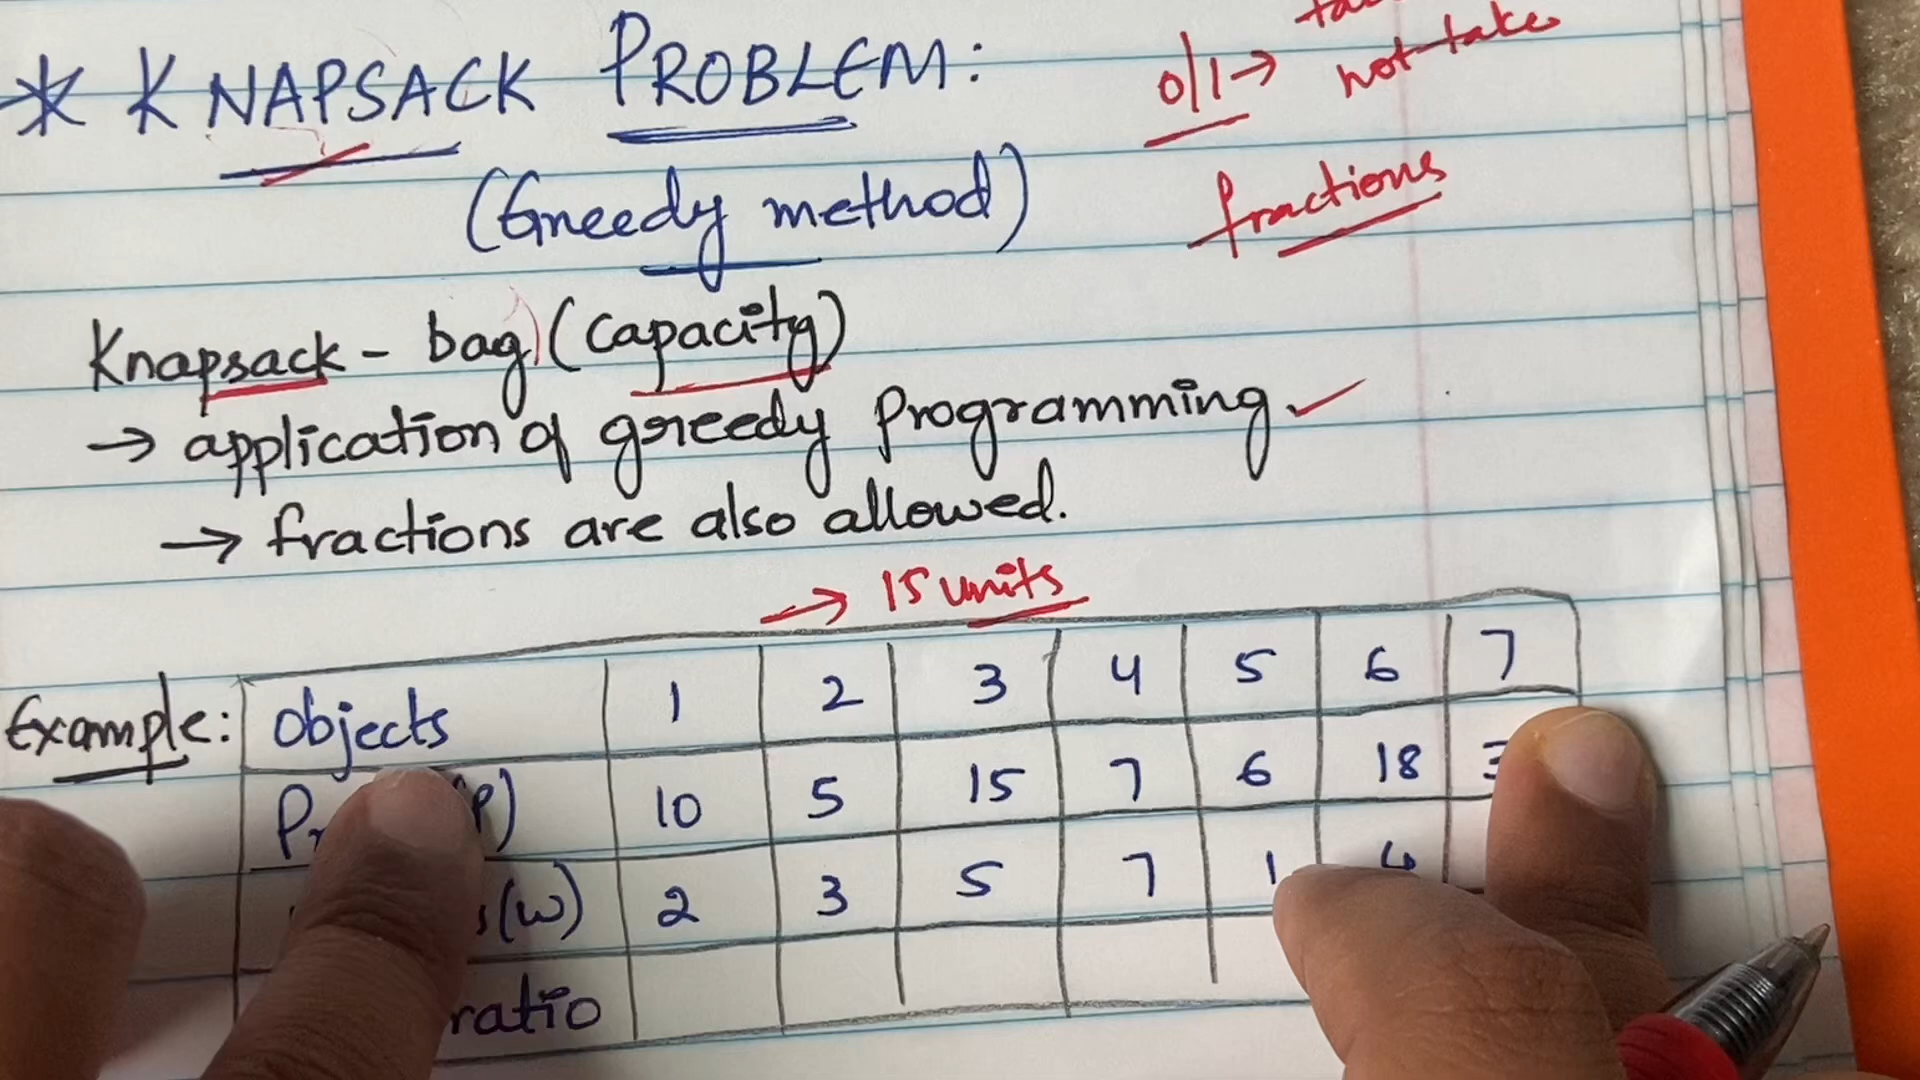 * KNAPSACK PROBLEM:
0/1 → not take
(Greedy method)
fractions
Knapsack - bag (capacity)
→ application of greedy programming ✓
→ fractions are also allowed.
→ 15 units
Example: Objects 1 2 3 4 5 6 7
(P) 10 5 15 7 6 18 3
(w) 2 3 5 7 1
ratio